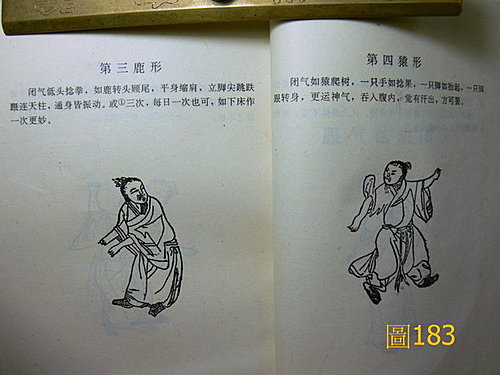 第三鹿形
闭气低头捻拳，如鹿转头顾尾，平身缩肩，立脚尖跳跌
跟连天柱，通身皆振动。或①三次，每日一次也可，如下床作
一次更妙。
第四猿形
闭气如猿爬树，一只手如捻果，一只脚如抬起，一只脚
跟转身，更运神气，吞入腹内，觉有汗出，方可罢。
圖183